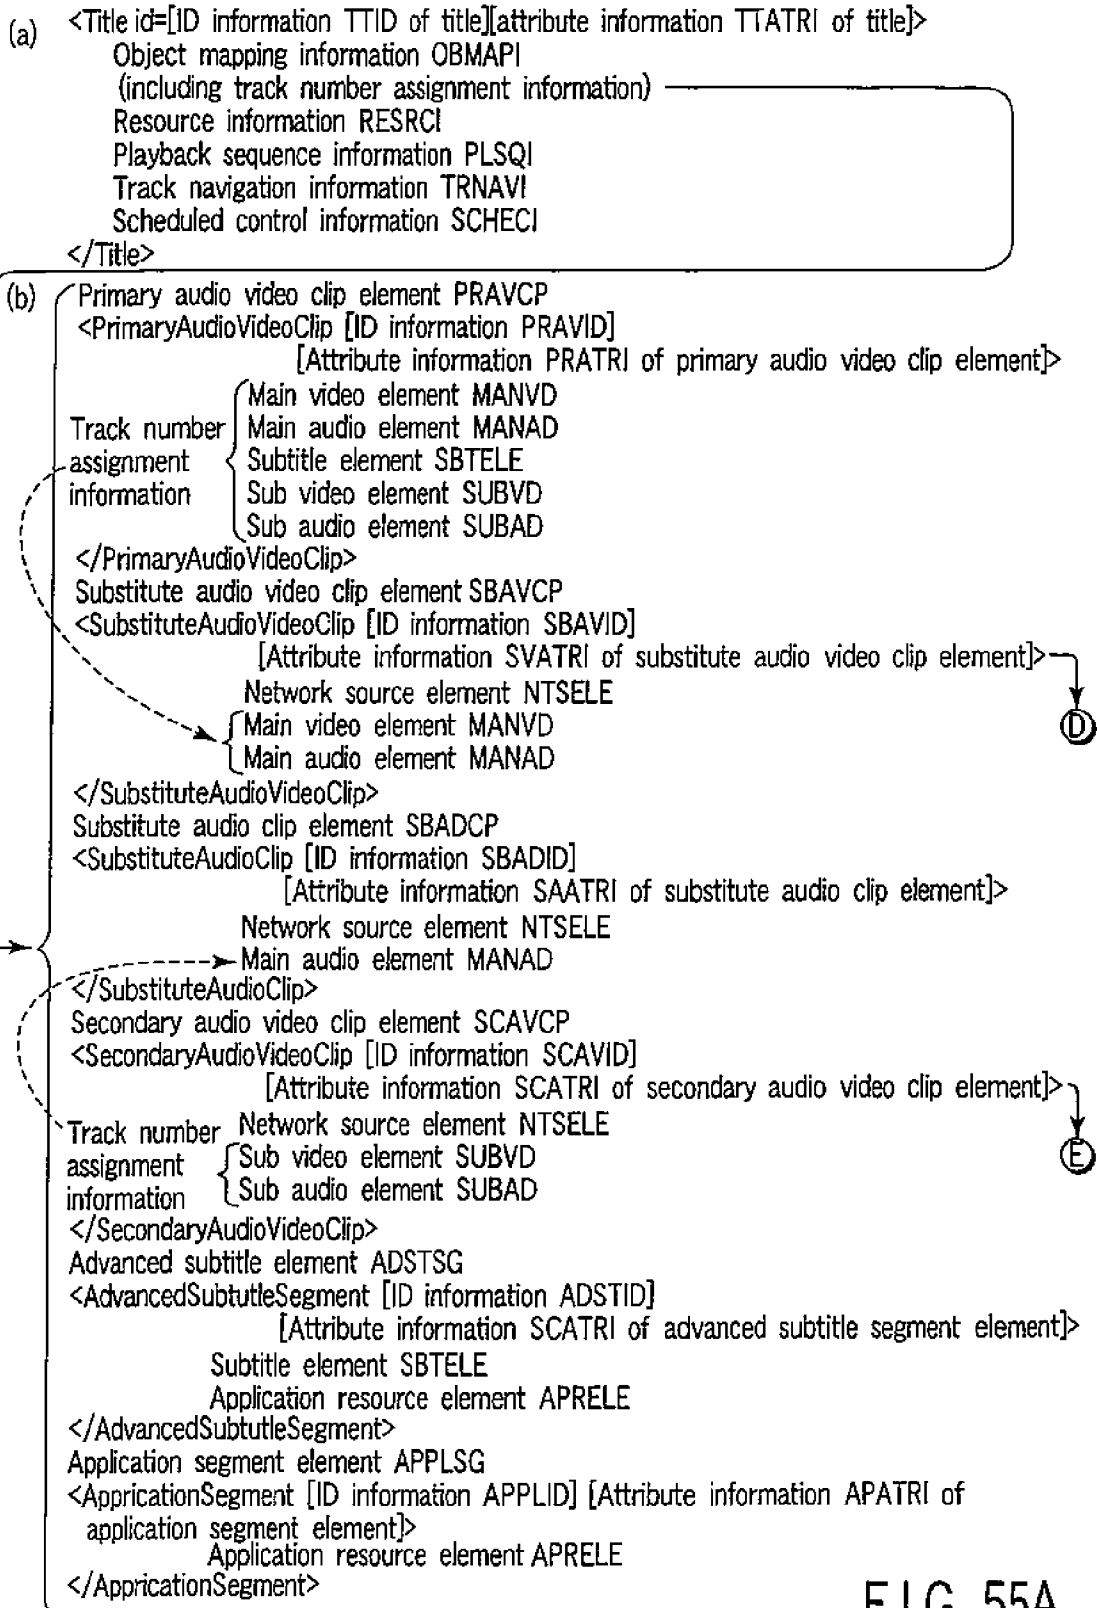 (a) <Title id=[ID information TTID of title][attribute information TTATRI of title]>
Object mapping information OBMAPI
(including track number assignment information)
Resource information RESRCI
Playback sequence information PLSQI
Track navigation information TRNAVI
Scheduled control information SCHECI
</Title>
(b) Primary audio video clip element PRAVCP
<PrimaryAudioVideoClip [ID information PRAVID]
[Attribute information PRATRI of primary audio video clip element]>
Main video element MANVD
Track number Main audio element MANAD
assignment Subtitle element SBTELE
information Sub video element SUBVD
Sub audio element SUBAD
</PrimaryAudioVideoClip>
Substitute audio video clip element SBAVCP
<SubstituteAudioVideoClip [ID information SBAVID]
[Attribute information SVATRI of substitute audio video clip element]>
Network source element NTSELE
Main video element MANVD D
Main audio element MANAD
</SubstituteAudioVideoClip>
Substitute audio clip element SBADCP
<SubstituteAudioClip [ID information SBADID]
[Attribute information SAATRI of substitute audio clip element]>
Network source element NTSELE
Main audio element MANAD
</SubstituteAudioClip>
Secondary audio video clip element SCAVCP
<SecondaryAudioVideoClip [ID information SCAVID]
[Attribute information SCATRI of secondary audio video clip element]>
Track number Network source element NTSELE
assignment Sub video element SUBVD E
information Sub audio element SUBAD
</SecondaryAudioVideoClip>
Advanced subtitle element ADSTSG
<AdvancedSubtutleSegment [ID information ADSTID]
[Attribute information SCATRI of advanced subtitle segment element]>
Subtitle element SBTELE
Application resource element APRELE
</AdvancedSubtutleSegment>
Application segment element APPLSG
<AppricationSegment [ID information APPLID] [Attribute information APATRI of
application segment element]>
Application resource element APRELE
</AppricationSegment>
FIG. 55A